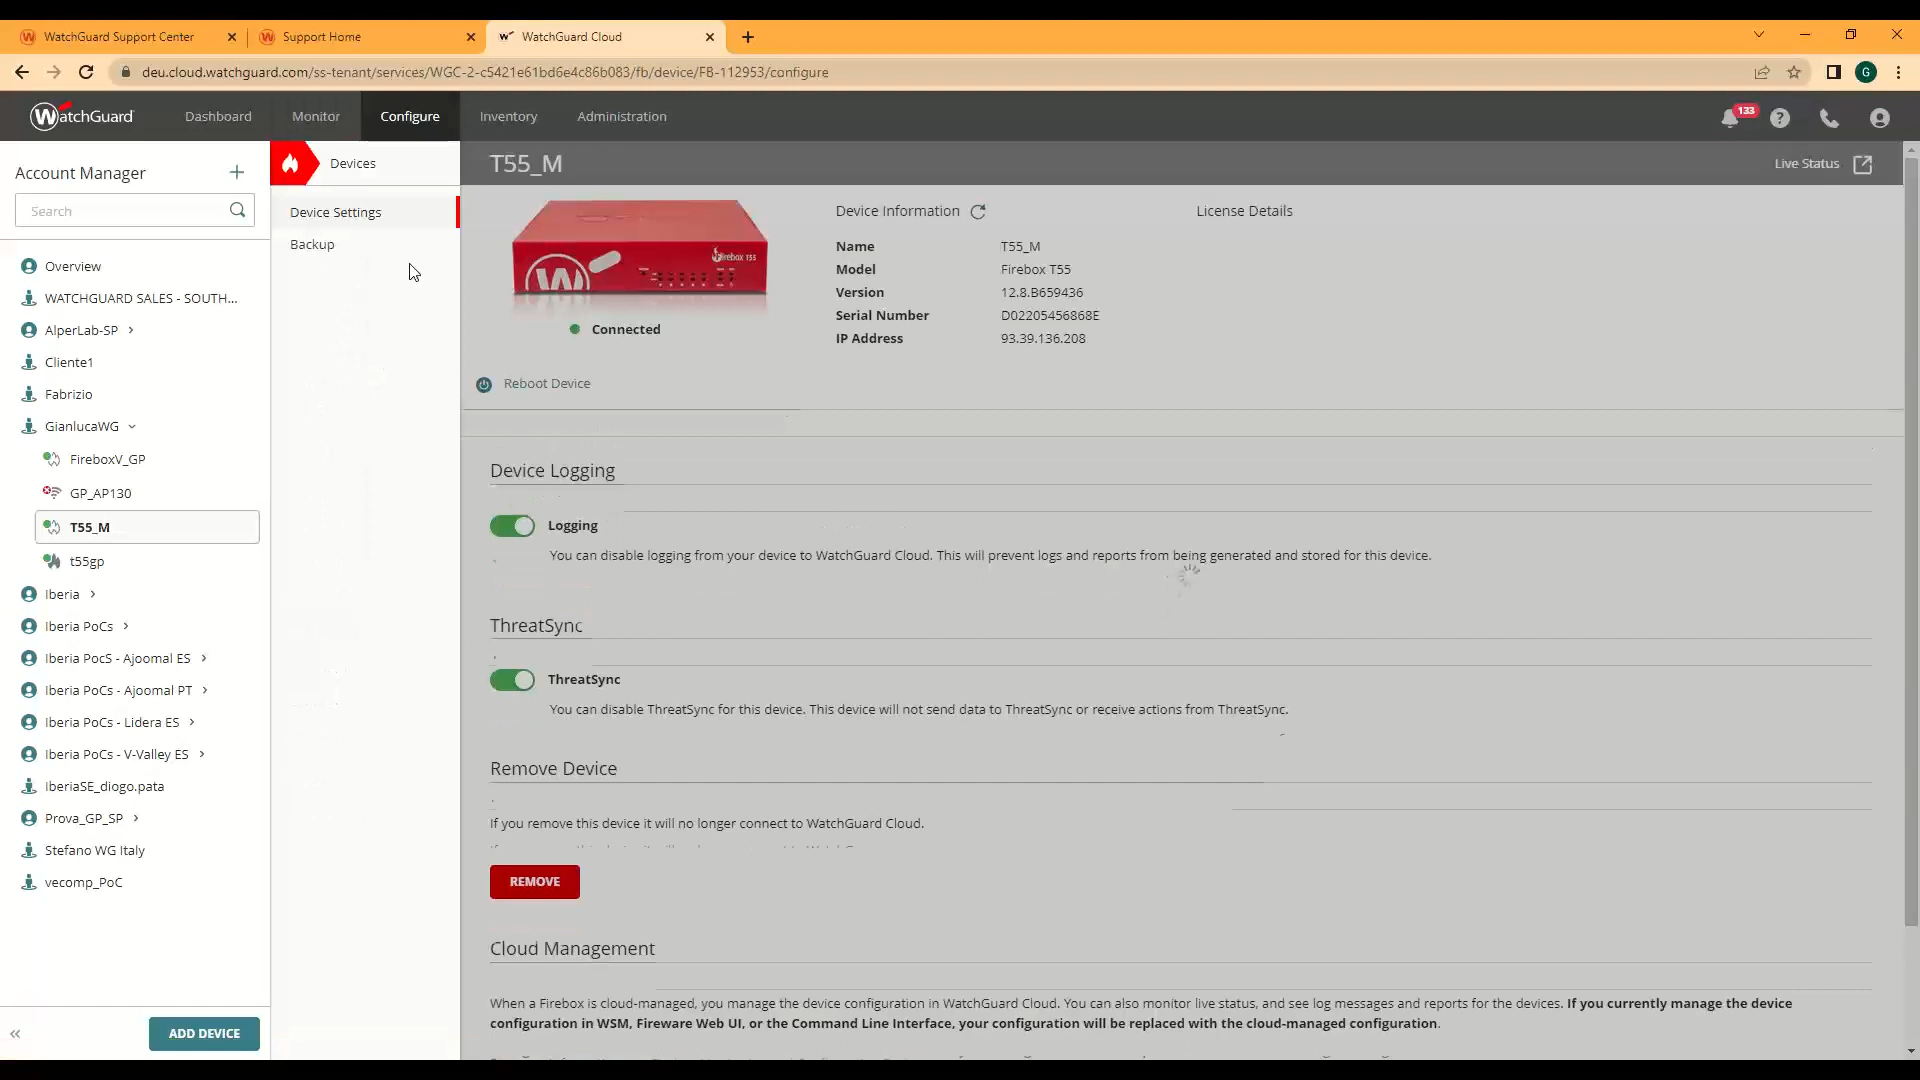 WatchGuard Support Center
Support Home
WatchGuard Cloud
deu.cloud.watchguard.com/ss-tenant/services/WGC-2-c5421e61bd6e4c86b083/fb/device/FB-112953/configure
G
WatchGuard
Dashboard
Monitor
Configure
Inventory
Administration
133
Account Manager
Search
Overview
WATCHGUARD SALES - SOUTH...
AlperLab-SP
Cliente1
Fabrizio
GianlucaWG
FireboxV_GP
GP_AP130
T55_M
t55gp
Iberia
Iberia PoCs
Iberia PocS - Ajoomal ES
Iberia PoCs - Ajoomal PT
Iberia PoCs - Lidera ES
Iberia PoCs - V-Valley ES
IberiaSE_diogo.pata
Prova_GP_SP
Stefano WG Italy
vecomp_PoC
ADD DEVICE
Devices
Device Settings
Backup
T55_M
Live Status
Firebox T55
Connected
Reboot Device
Device Information
Name T55_M
Model Firebox T55
Version 12.8.B659436
Serial Number D02205456868E
IP Address 93.39.136.208
License Details
Device Logging
Logging
You can disable logging from your device to WatchGuard Cloud. This will prevent logs and reports from being generated and stored for this device.
ThreatSync
ThreatSync
You can disable ThreatSync for this device. This device will not send data to ThreatSync or receive actions from ThreatSync.
Remove Device
If you remove this device it will no longer connect to WatchGuard Cloud.
REMOVE
Cloud Management
When a Firebox is cloud-managed, you manage the device configuration in WatchGuard Cloud. You can also monitor live status, and see log messages and reports for the devices. If you currently manage the device
configuration in WSM, Fireware Web UI, or the Command Line Interface, your configuration will be replaced with the cloud-managed configuration.